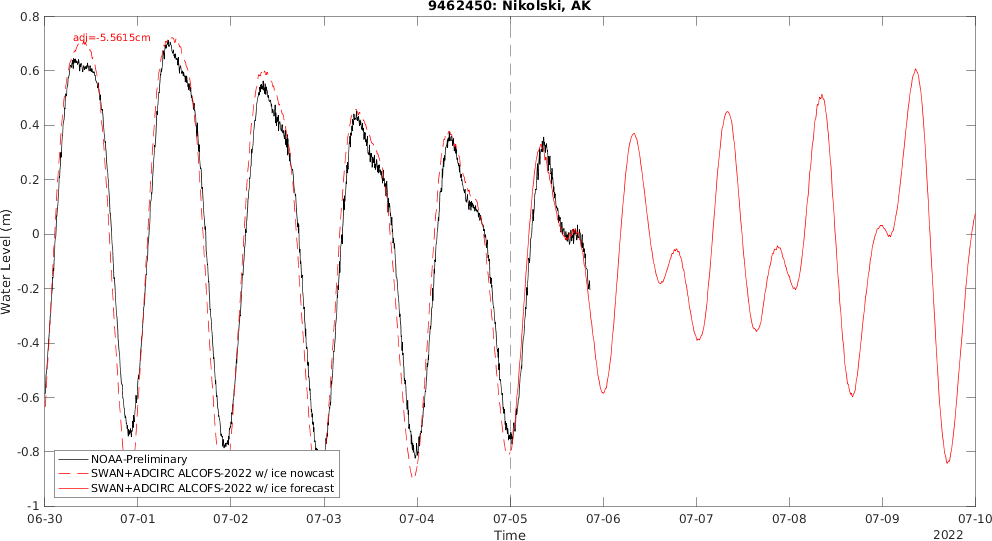 9462450: Nikolski, AK
adj=-5.5615cm
Water Level (m)
0.8
0.6
0.4
0.2
0
-0.2
-0.4
-0.6
-0.8
-1
NOAA-Preliminary
SWAN+ADCIRC ALCOFS-2022 w/ ice nowcast
SWAN+ADCIRC ALCOFS-2022 w/ ice forecast
06-30 07-01 07-02 07-03 07-04 07-05 07-06 07-07 07-08 07-09 07-10
Time
2022